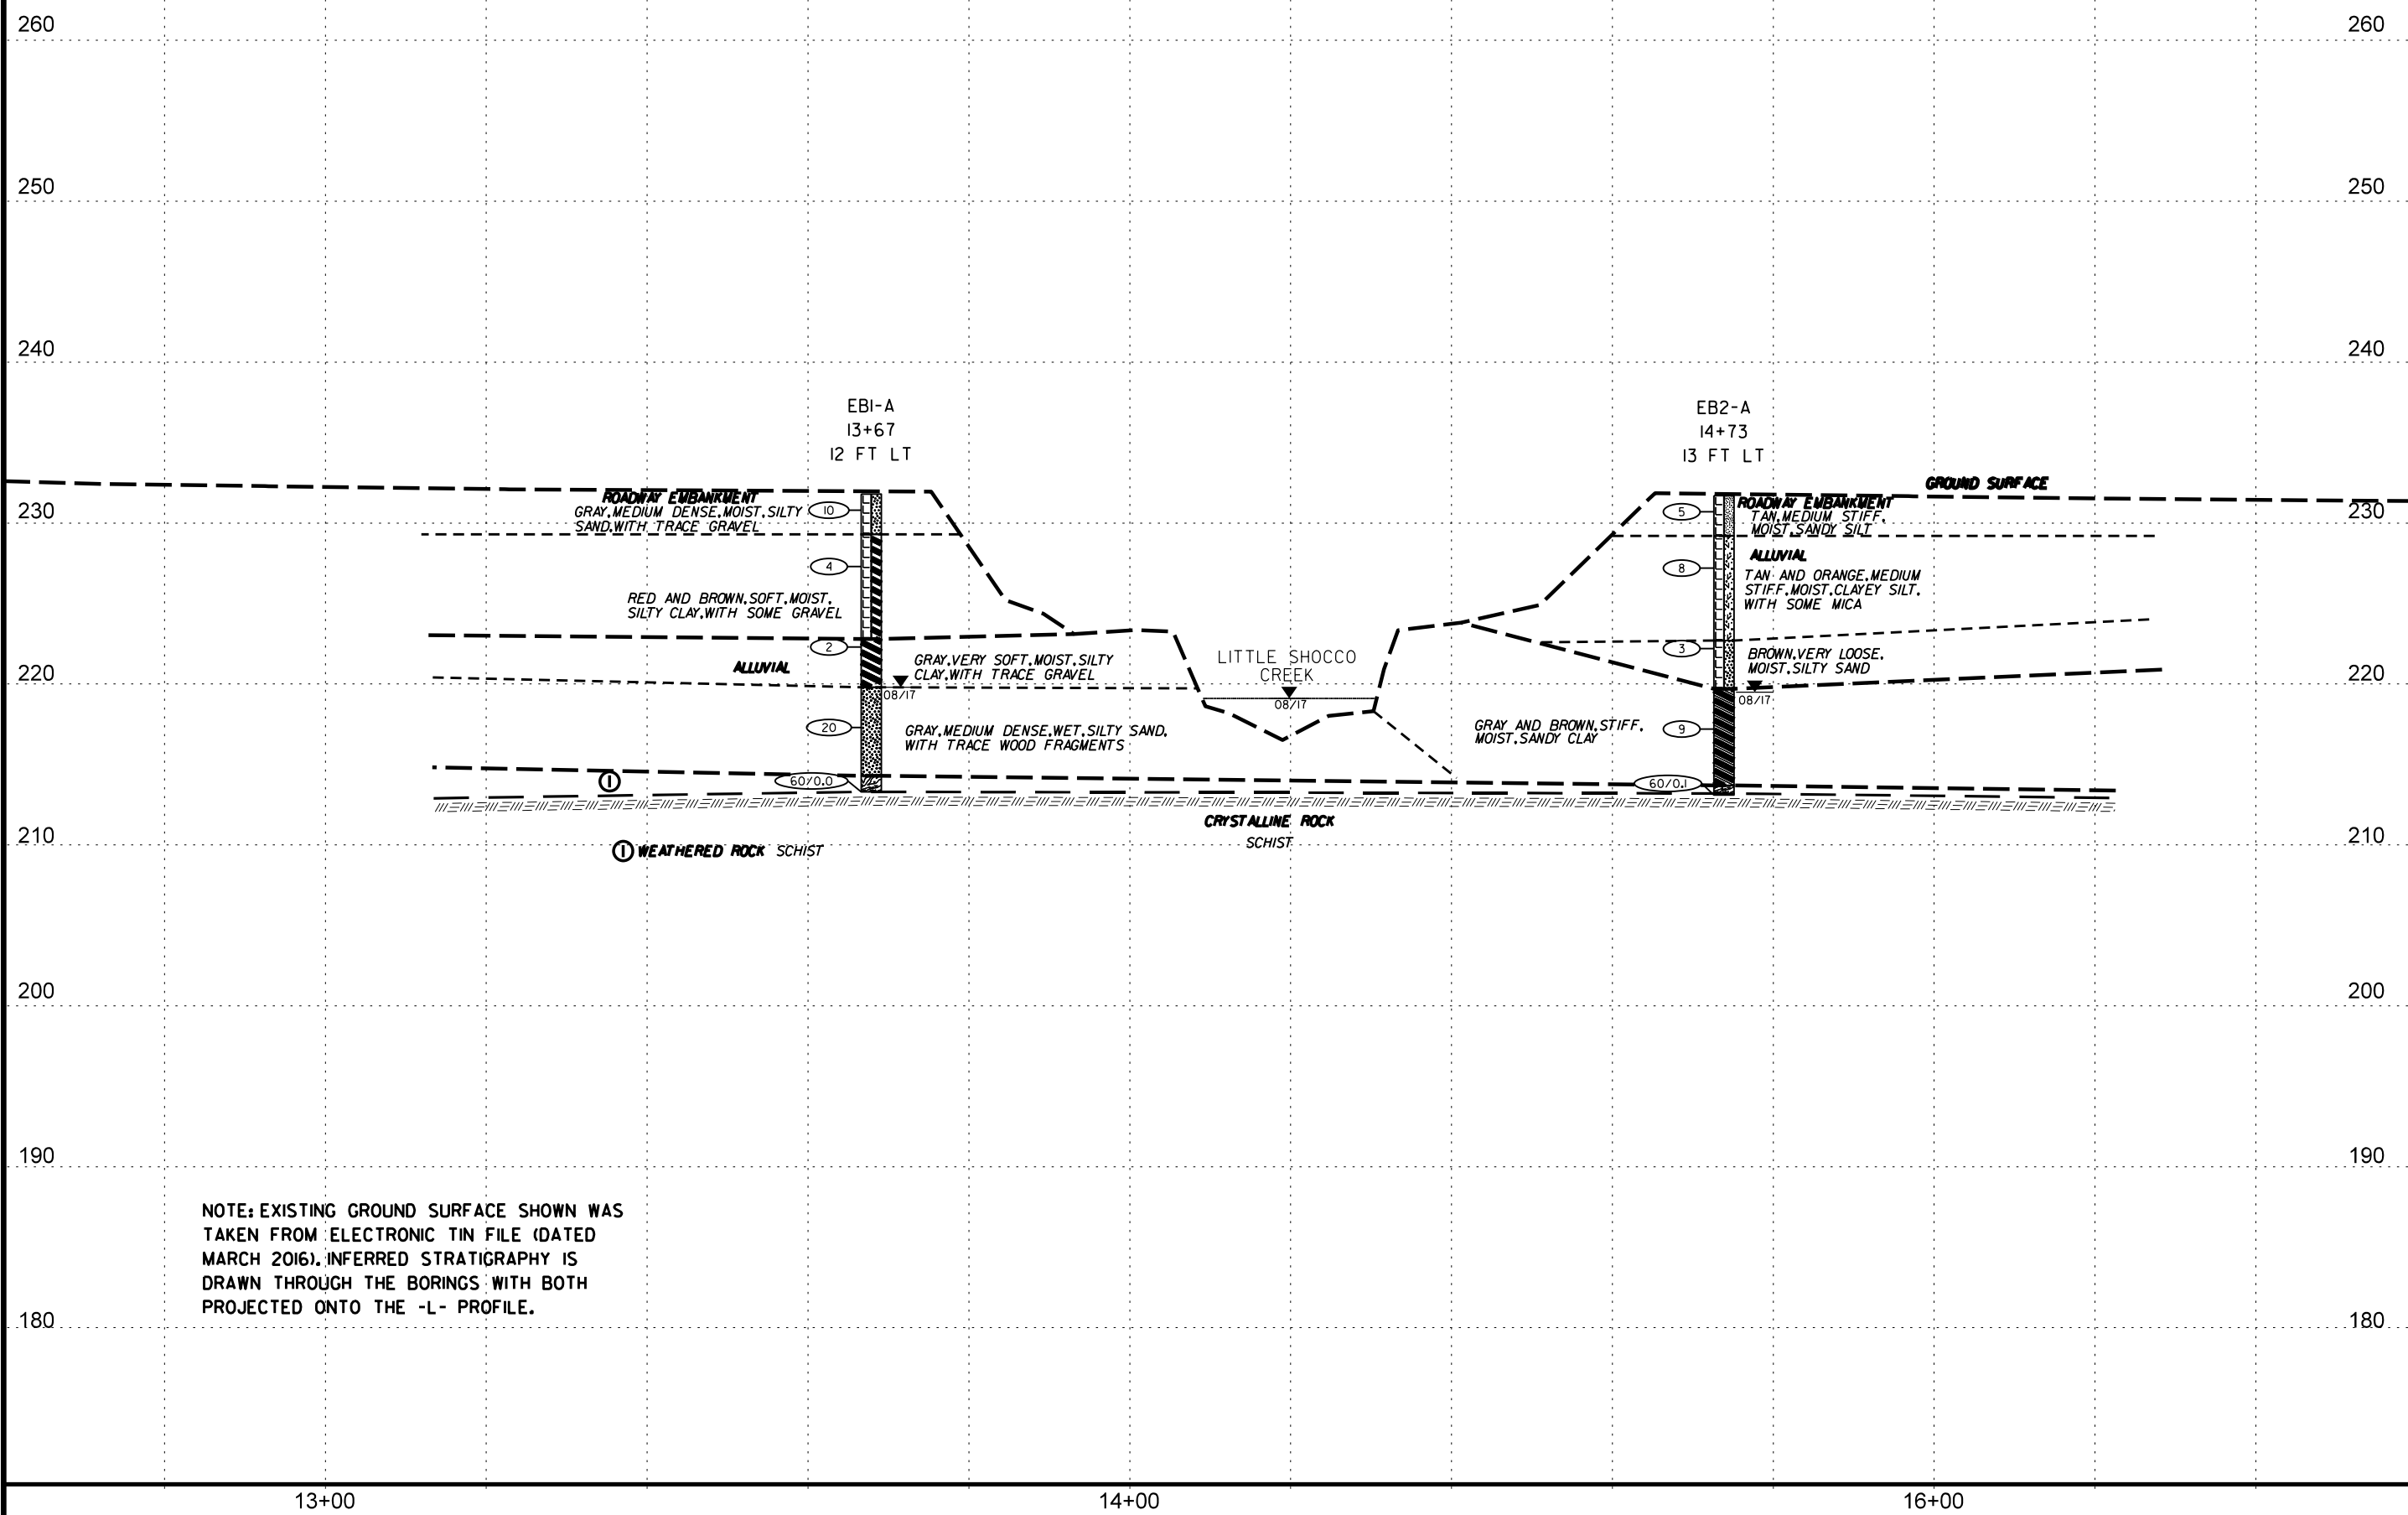 260
260
250
250
240
240
EB1-A
13+67
12 FT LT
EB2-A
14+73
13 FT LT
GROUND SURFACE
ROADWAY EMBANKMENT
GRAY, MEDIUM DENSE, MOIST, SILTY
SAND, WITH TRACE GRAVEL
10
5
ROADWAY EMBANKMENT
TAN, MEDIUM STIFF,
MOIST, SANDY SILT
230
230
ALLUVIAL
4
8
TAN AND ORANGE, MEDIUM
STIFF, MOIST, CLAYEY SILT,
WITH SOME MICA
RED AND BROWN, SOFT, MOIST,
SILTY CLAY, WITH SOME GRAVEL
2
3
BROWN, VERY LOOSE,
MOIST, SILTY SAND
ALLUVIAL
GRAY, VERY SOFT, MOIST, SILTY
CLAY, WITH TRACE GRAVEL
LITTLE SHOCCO
CREEK
220
220
08/17
08/17
08/17
20
GRAY, MEDIUM DENSE, WET, SILTY SAND,
WITH TRACE WOOD FRAGMENTS
GRAY AND BROWN, STIFF,
MOIST, SANDY CLAY
9
1
60/0.0
60/0.1
CRYSTALLINE ROCK
SCHIST
210
210
1 WEATHERED ROCK SCHIST
200
200
190
190
NOTE: EXISTING GROUND SURFACE SHOWN WAS
TAKEN FROM ELECTRONIC TIN FILE (DATED
MARCH 2016). INFERRED STRATIGRAPHY IS
DRAWN THROUGH THE BORINGS WITH BOTH
PROJECTED ONTO THE -L- PROFILE.
180
180
13+00
14+00
16+00